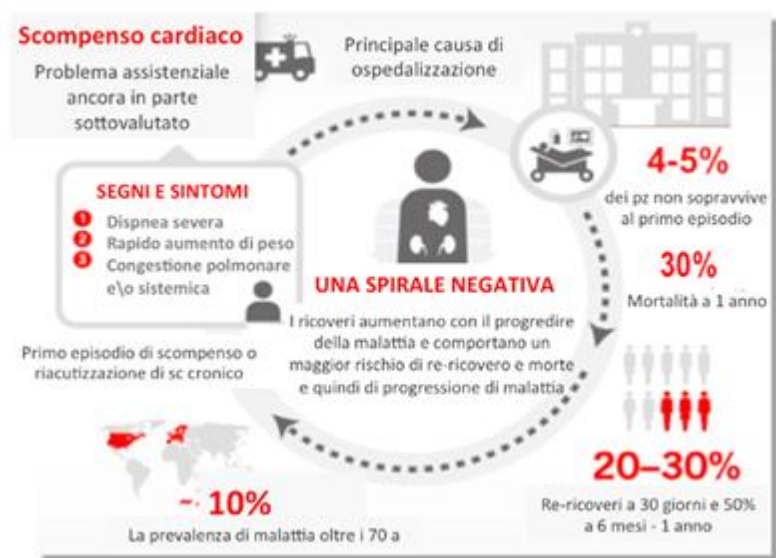 Scompenso cardiaco
Problema assistenziale
ancora in parte
sottovalutato
Principale causa di
ospedalizzazione
SEGNI E SINTOMI
1 Dispnea severa
2 Rapido aumento di peso
3 Congestione polmonare
e\o sistemica
Primo episodio di scompenso o
riacutizzazione di sc cronico
UNA SPIRALE NEGATIVA
I ricoveri aumentano con il progredire
della malattia e comportano un
maggior rischio di re-ricovero e morte
e quindi di progressione di malattia
4-5%
dei pz non sopravvive
al primo episodio
30%
Mortalità a 1 anno
20–30%
Re-ricoveri a 30 giorni e 50%
a 6 mesi - 1 anno
~ 10%
La prevalenza di malattia oltre i 70 a